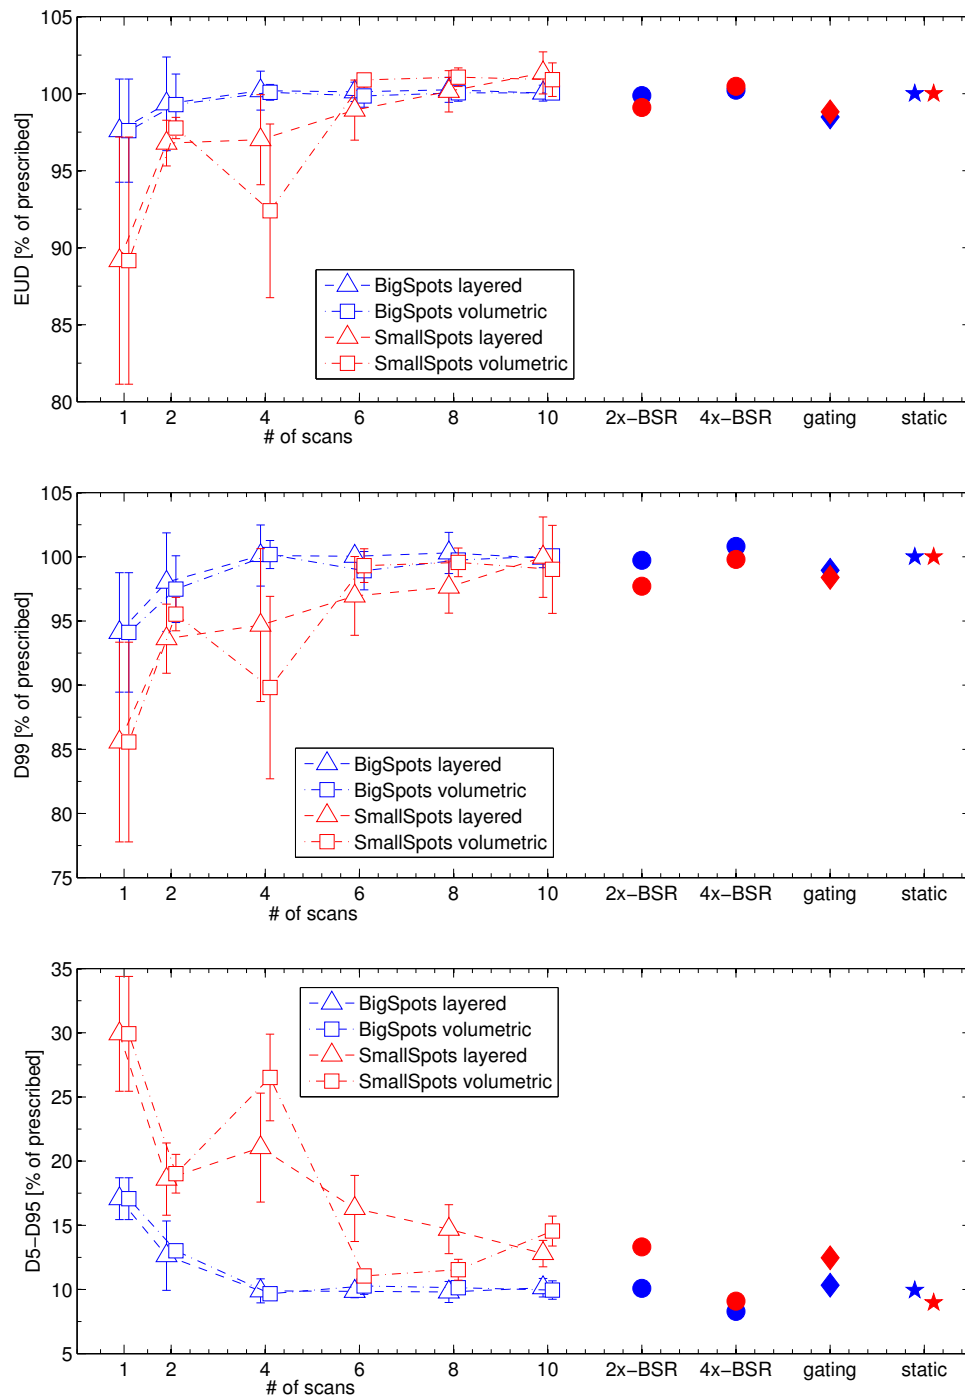 105
100
95
90
85
80
EUD [% of prescribed]
BigSpots layered
BigSpots volumetric
SmallSpots layered
SmallSpots volumetric
1 2 4 6 8 10 2x−BSR 4x−BSR gating static
# of scans
105
100
95
90
85
80
75
D99 [% of prescribed]
BigSpots layered
BigSpots volumetric
SmallSpots layered
SmallSpots volumetric
1 2 4 6 8 10 2x−BSR 4x−BSR gating static
# of scans
35
30
25
20
15
10
5
D5−D95 [% of prescribed]
BigSpots layered
BigSpots volumetric
SmallSpots layered
SmallSpots volumetric
1 2 4 6 8 10 2x−BSR 4x−BSR gating static
# of scans